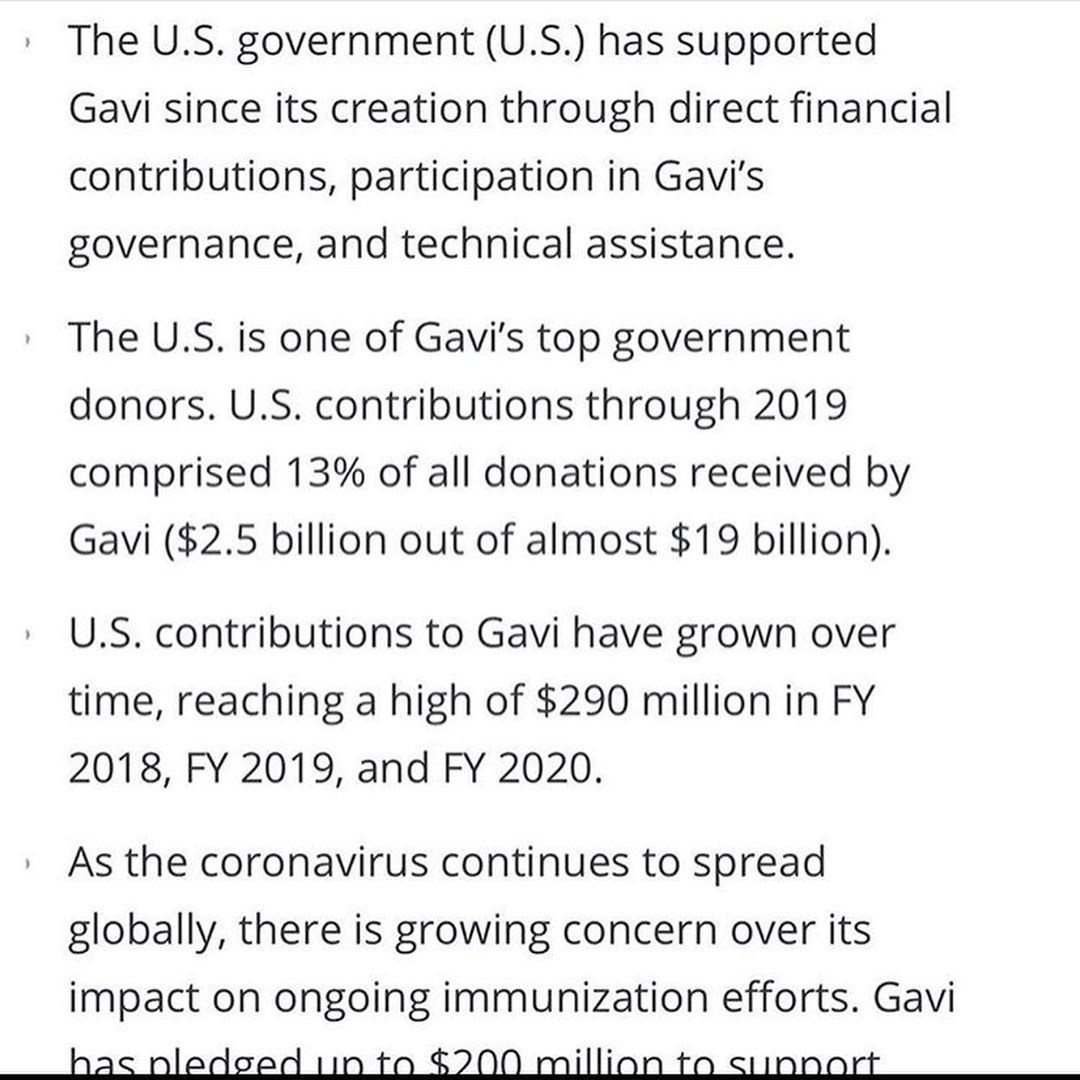 The U.S. government (U.S.) has supported
Gavi since its creation through direct financial
contributions, participation in Gavi’s
governance, and technical assistance.
The U.S. is one of Gavi’s top government
donors. U.S. contributions through 2019
comprised 13% of all donations received by
Gavi ($2.5 billion out of almost $19 billion).
U.S. contributions to Gavi have grown over
time, reaching a high of $290 million in FY
2018, FY 2019, and FY 2020.
As the coronavirus continues to spread
globally, there is growing concern over its
impact on ongoing immunization efforts. Gavi
has pledged up to $200 million to support